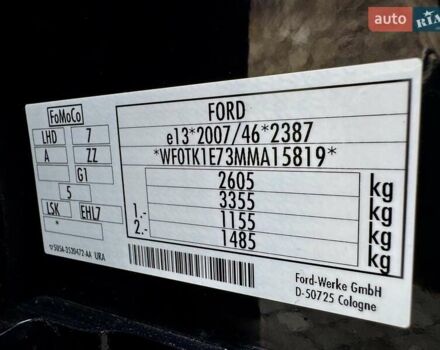 auto RIA
FoMoCo
LHD 7
A ZZ
G1
5
LSK EHL7
*
FORD
e13*2007/46*2387
*WF0TK1E73MMA15819*
2605 kg
3355 kg
1.- 1155 kg
2.- 1485 kg
URA
Ford-Werke GmbH
D-50725 Cologne